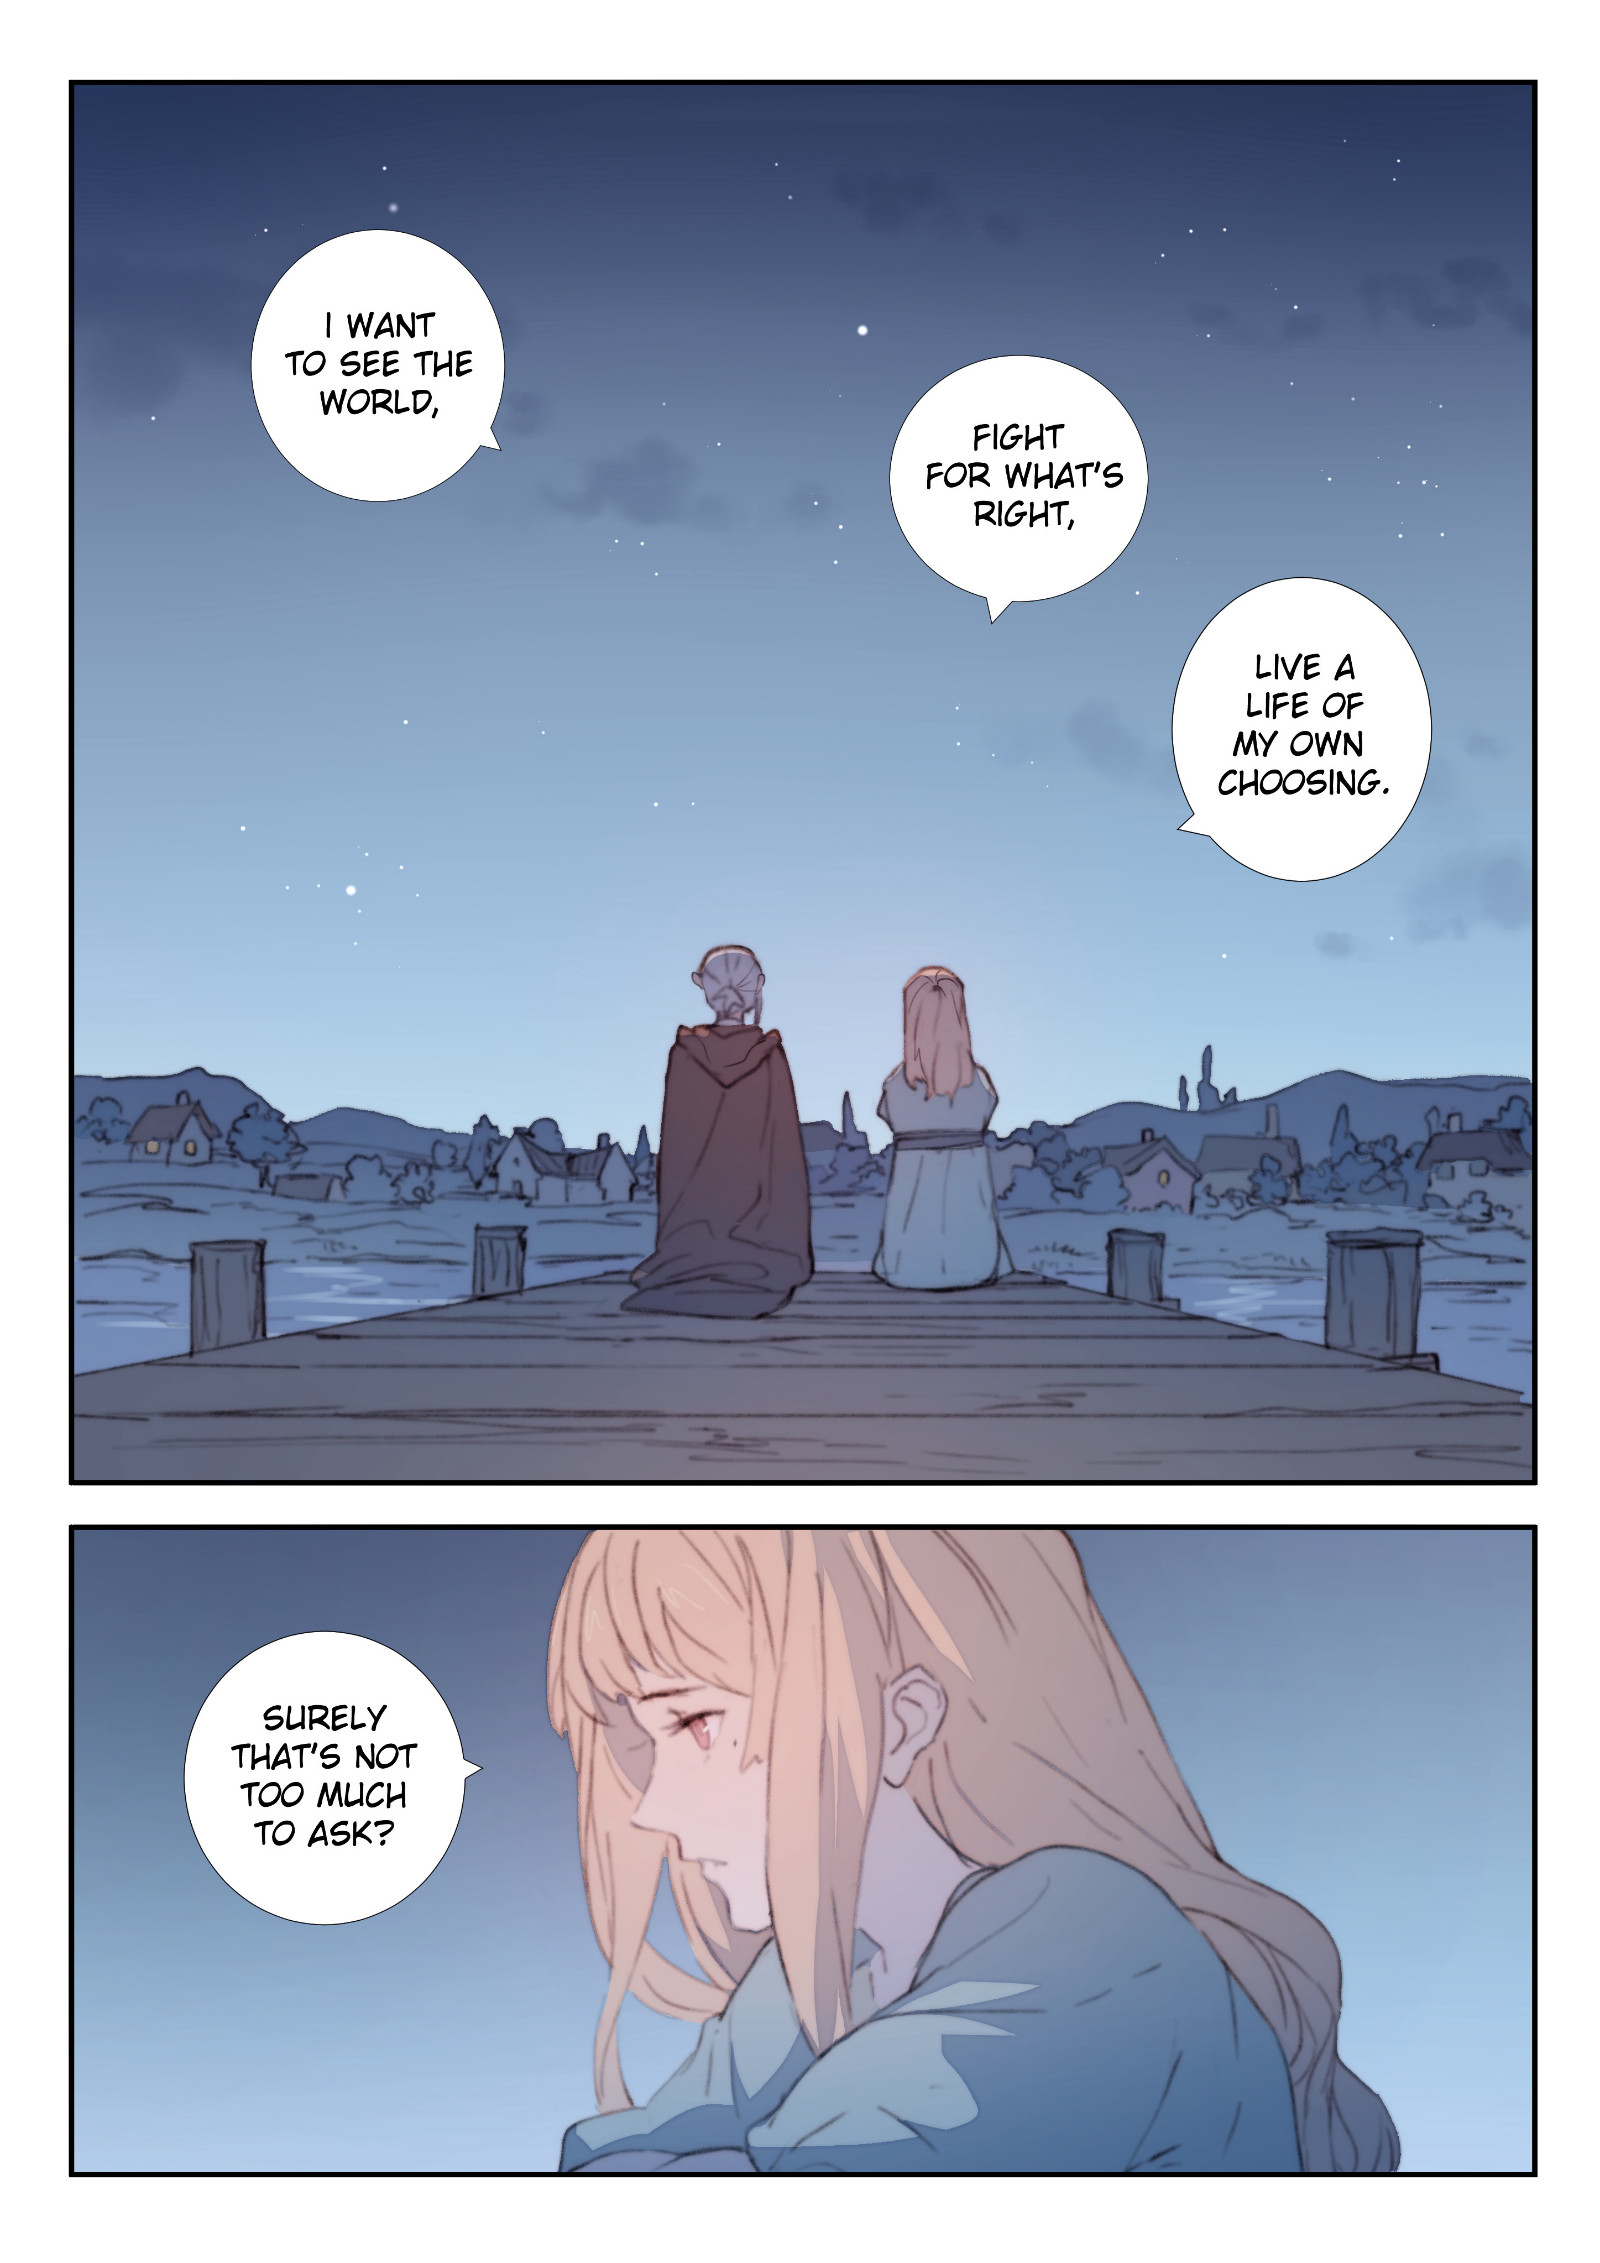 I WANT
TO SEE THE
WORLD,
FIGHT
FOR WHAT'S
RIGHT,
LIVE A
LIFE OF
MY OWN
CHOOSING.
SURELY
THAT'S NOT
TOO MUCH
TO ASK?